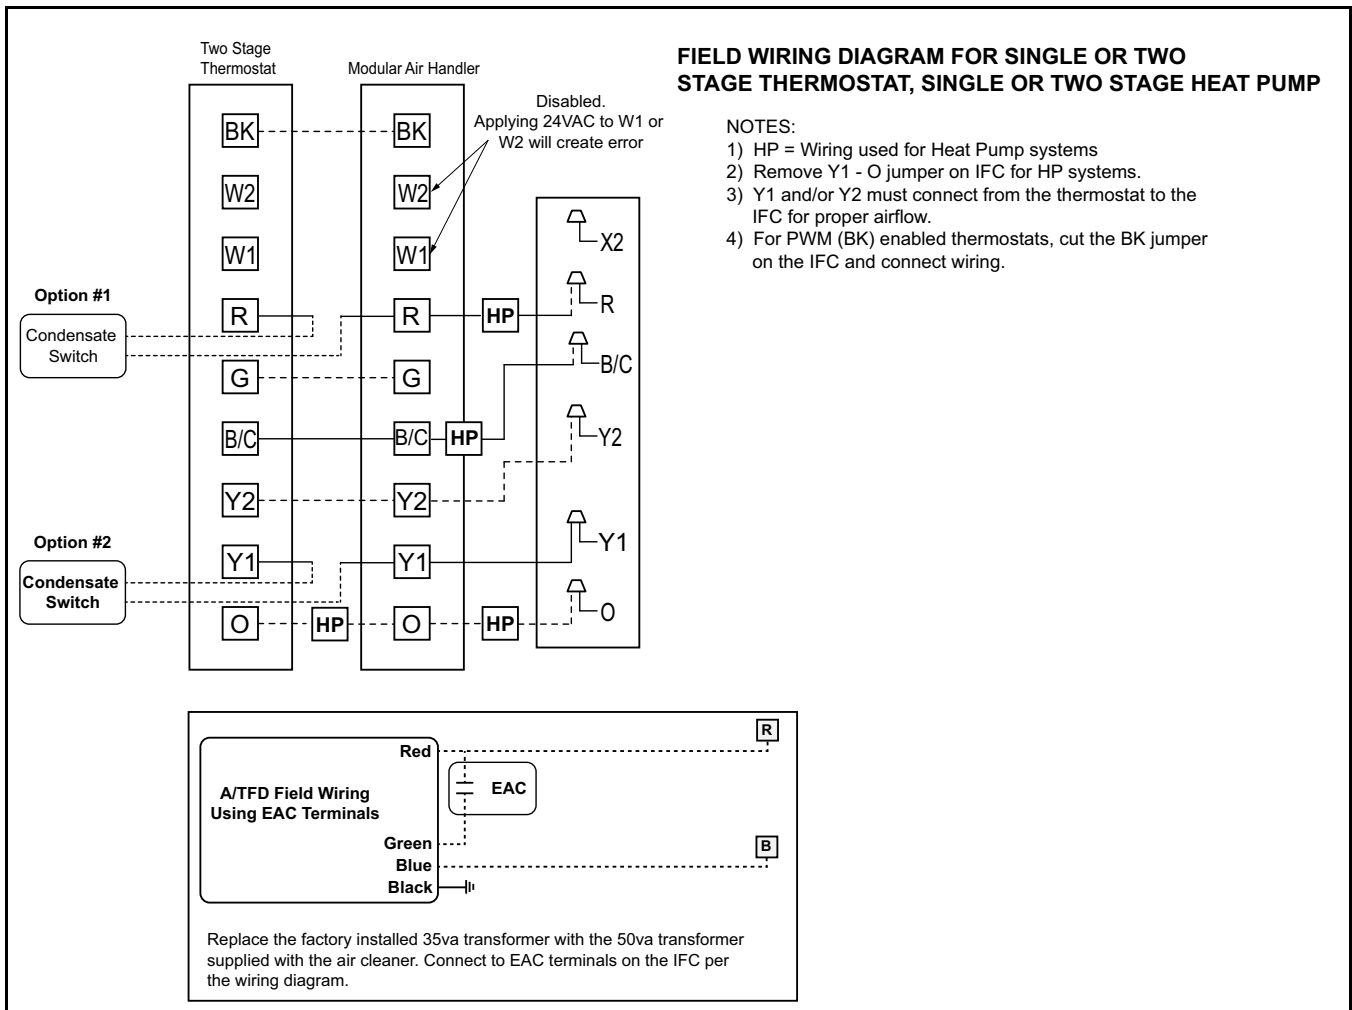 FIELD WIRING DIAGRAM FOR SINGLE OR TWO
STAGE THERMOSTAT, SINGLE OR TWO STAGE HEAT PUMP
NOTES:
1) HP = Wiring used for Heat Pump systems
2) Remove Y1 - O jumper on IFC for HP systems.
3) Y1 and/or Y2 must connect from the thermostat to the
IFC for proper airflow.
4) For PWM (BK) enabled thermostats, cut the BK jumper
on the IFC and connect wiring.
Two Stage
Thermostat
Modular Air Handler
Disabled.
Applying 24VAC to W1 or
W2 will create error
BK
BK
W2
W2
X2
W1
W1
Option #1
Condensate
Switch
R
R
HP
R
G
G
B/C
B/C
B/C
HP
Y2
Y2
Y2
Option #2
Condensate
Switch
Y1
Y1
Y1
O
HP
O
HP
O
Red
R
A/TFD Field Wiring
Using EAC Terminals
EAC
Green
Blue
B
Black
Replace the factory installed 35va transformer with the 50va transformer
supplied with the air cleaner. Connect to EAC terminals on the IFC per
the wiring diagram.